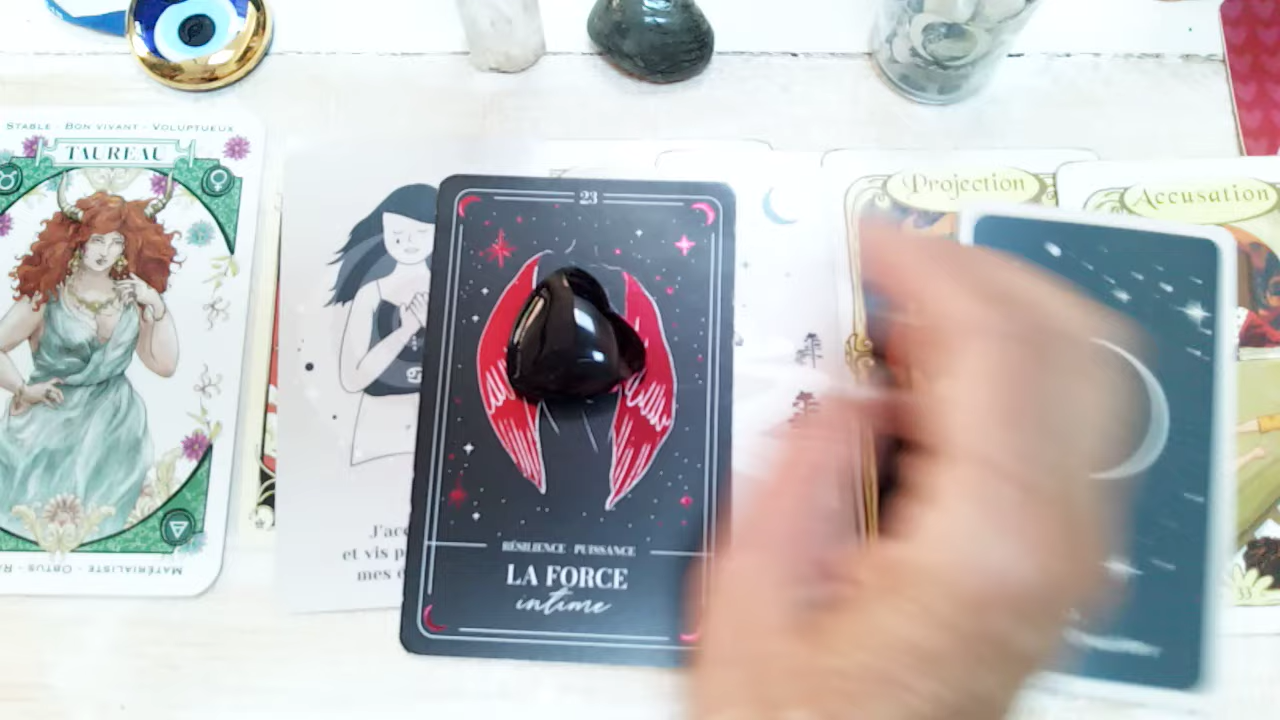 STABLE - BON VIVANT - VOLUPTUEUX
TAUREAU
MATÉRIALISTE - OBTUS
23
RÉSILIENCE - PUISSANCE
LA FORCE
intime
et vis
mes
Projection
Accusation
33